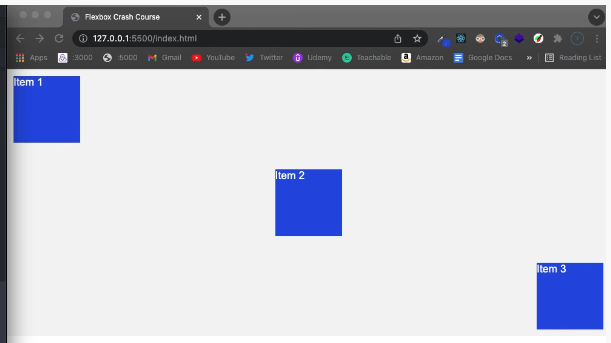 Flexbox Crash Course
127.0.0.1:5500/index.html
Apps :3000 :5000 Gmail YouTube Twitter Udemy Teachable Amazon Google Docs » Reading List
Item 1
Item 2
Item 3